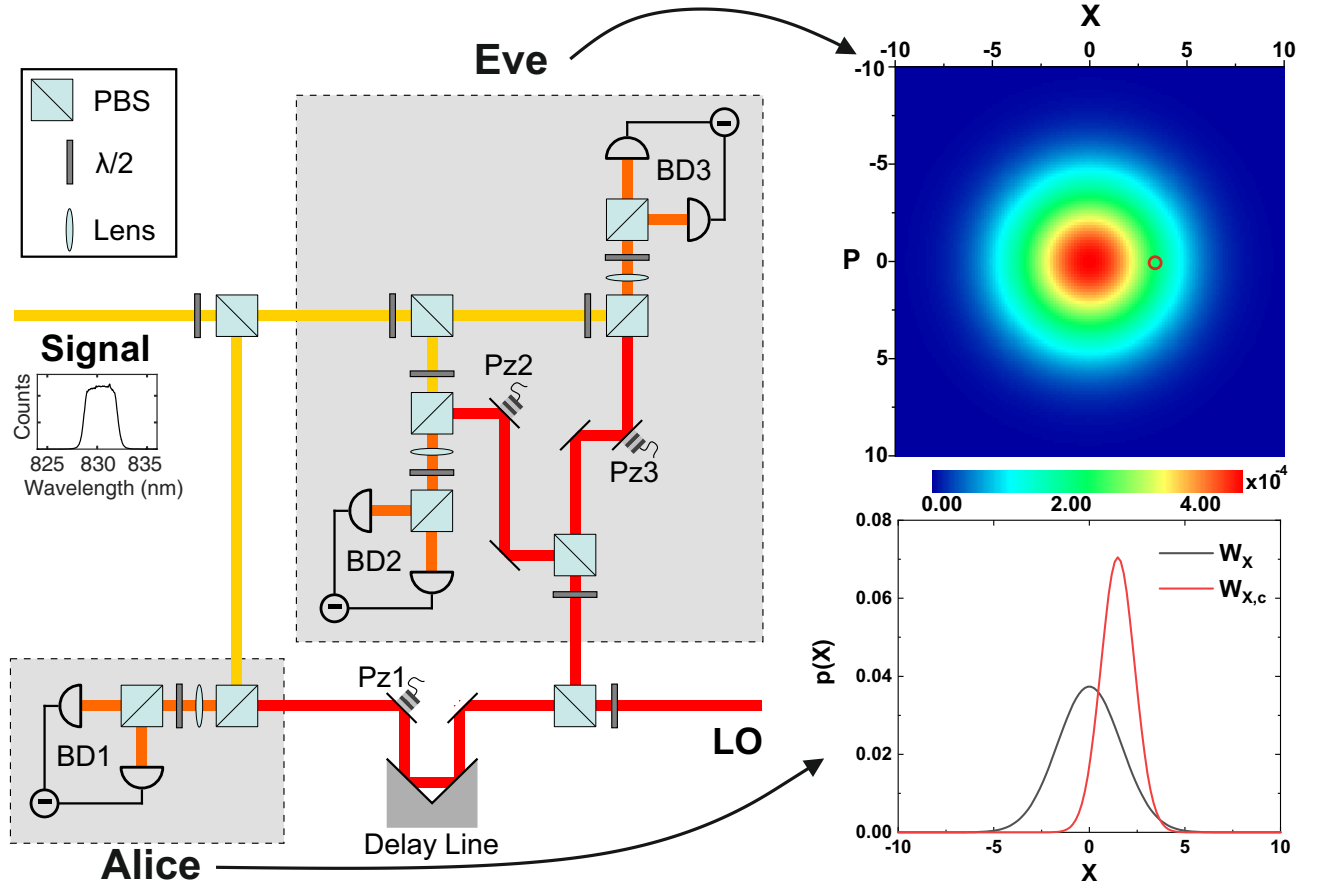 Eve
PBS
λ/2
Lens
BD3
Signal
Counts
825 830 835
Wavelength (nm)
Pz2
Pz3
BD2
Pz1
BD1
LO
Delay Line
Alice
X
-10 -5 0 5 10
-10
-5
P 0
5
10
0.00 2.00 4.00 x10-4
0.08
0.06
0.04
0.02
0.00
p(X)
WX
WX,c
-10 -5 0 5 10
X